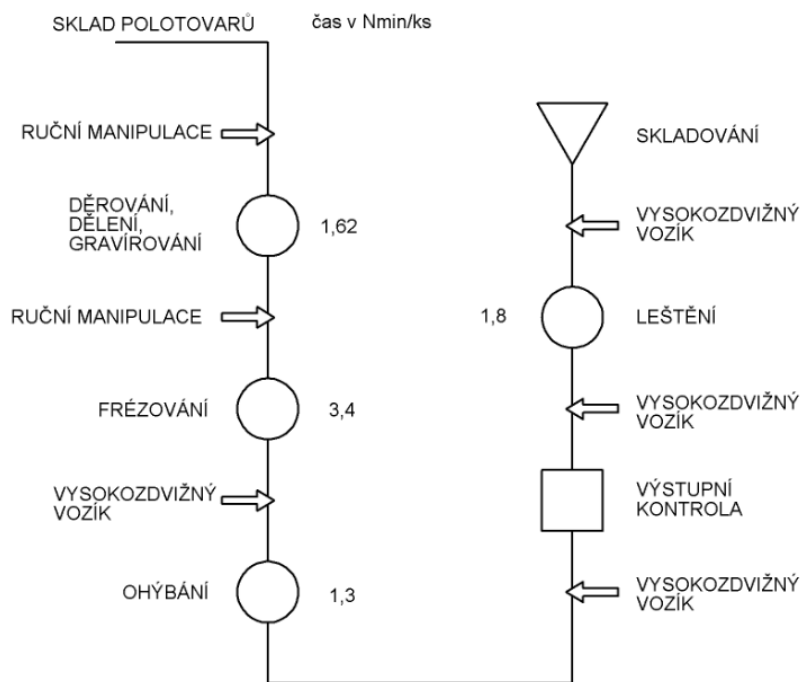 SKLAD POLOTOVARŮ
čas v Nmin/ks
RUČNÍ MANIPULACE
DĚROVÁNÍ,
DĚLENÍ,
GRAVÍROVÁNÍ
1,62
RUČNÍ MANIPULACE
FRÉZOVÁNÍ
3,4
VYSOKOZDVIŽNÝ
VOZÍK
OHÝBÁNÍ
1,3
SKLADOVÁNÍ
VYSOKOZDVIŽNÝ
VOZÍK
1,8
LEŠTĚNÍ
VYSOKOZDVIŽNÝ
VOZÍK
VÝSTUPNÍ
KONTROLA
VYSOKOZDVIŽNÝ
VOZÍK